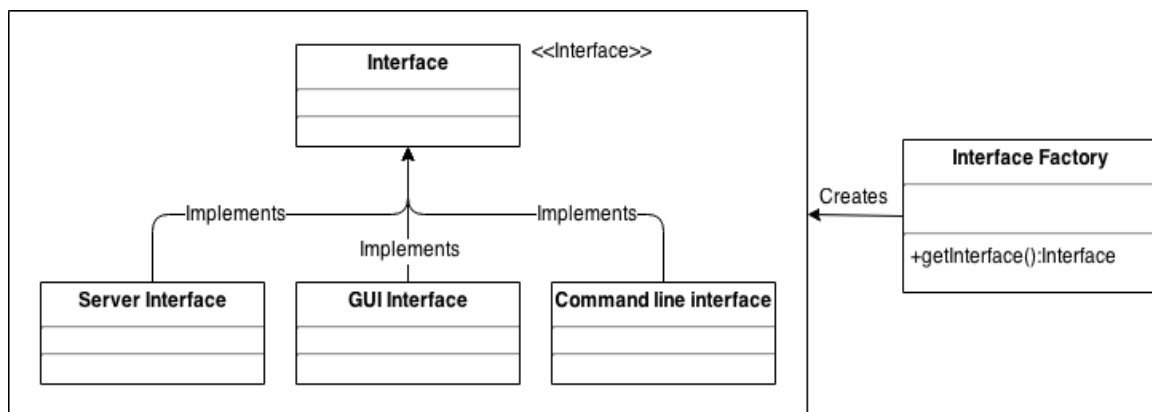 Interface
<<Interface>>
Interface Factory
Creates
+getInterface():Interface
Implements
Implements
Implements
Server Interface
GUI Interface
Command line interface